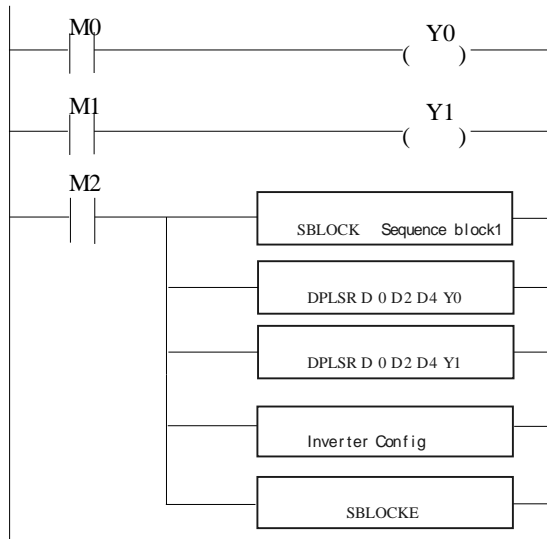 M0 Y0
( )
M1 Y1
( )
M2
SBLOCK Sequence block1
DPLSR D 0 D2 D4 Y0
DPLSR D 0 D2 D4 Y1
Inverter Config
SBLOCKE